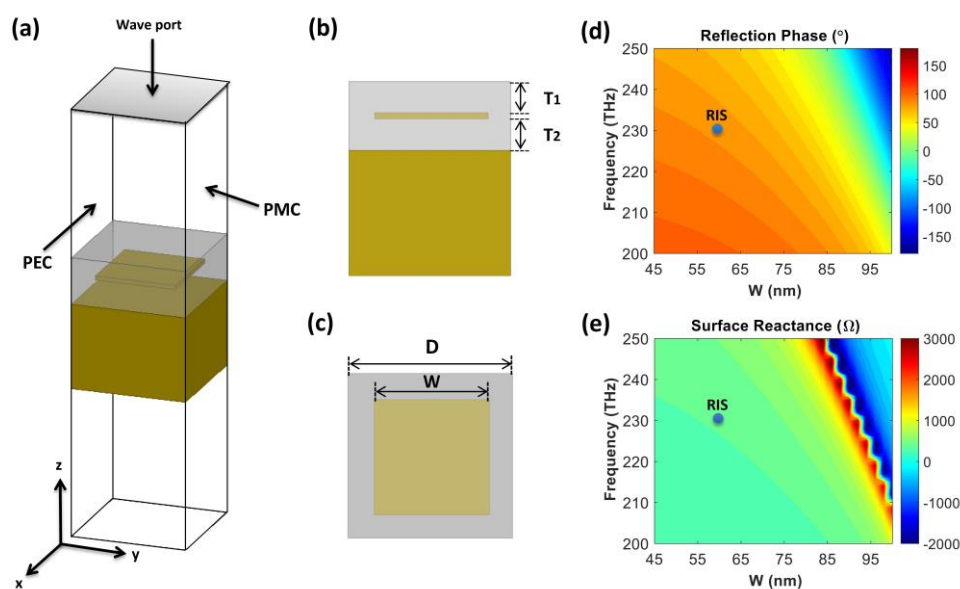 (a)
Wave port
PEC
PMC
z
y
x
(b)
T1
T2
(c)
D
W
(d)
Reflection Phase (°)
Frequency (THz)
250
240
230
220
210
200
RIS
45 55 65 75 85 95
W (nm)
150
100
50
0
-50
-100
-150
(e)
Surface Reactance (Ω)
Frequency (THz)
250
240
230
220
210
200
RIS
45 55 65 75 85 95
W (nm)
3000
2000
1000
0
-1000
-2000